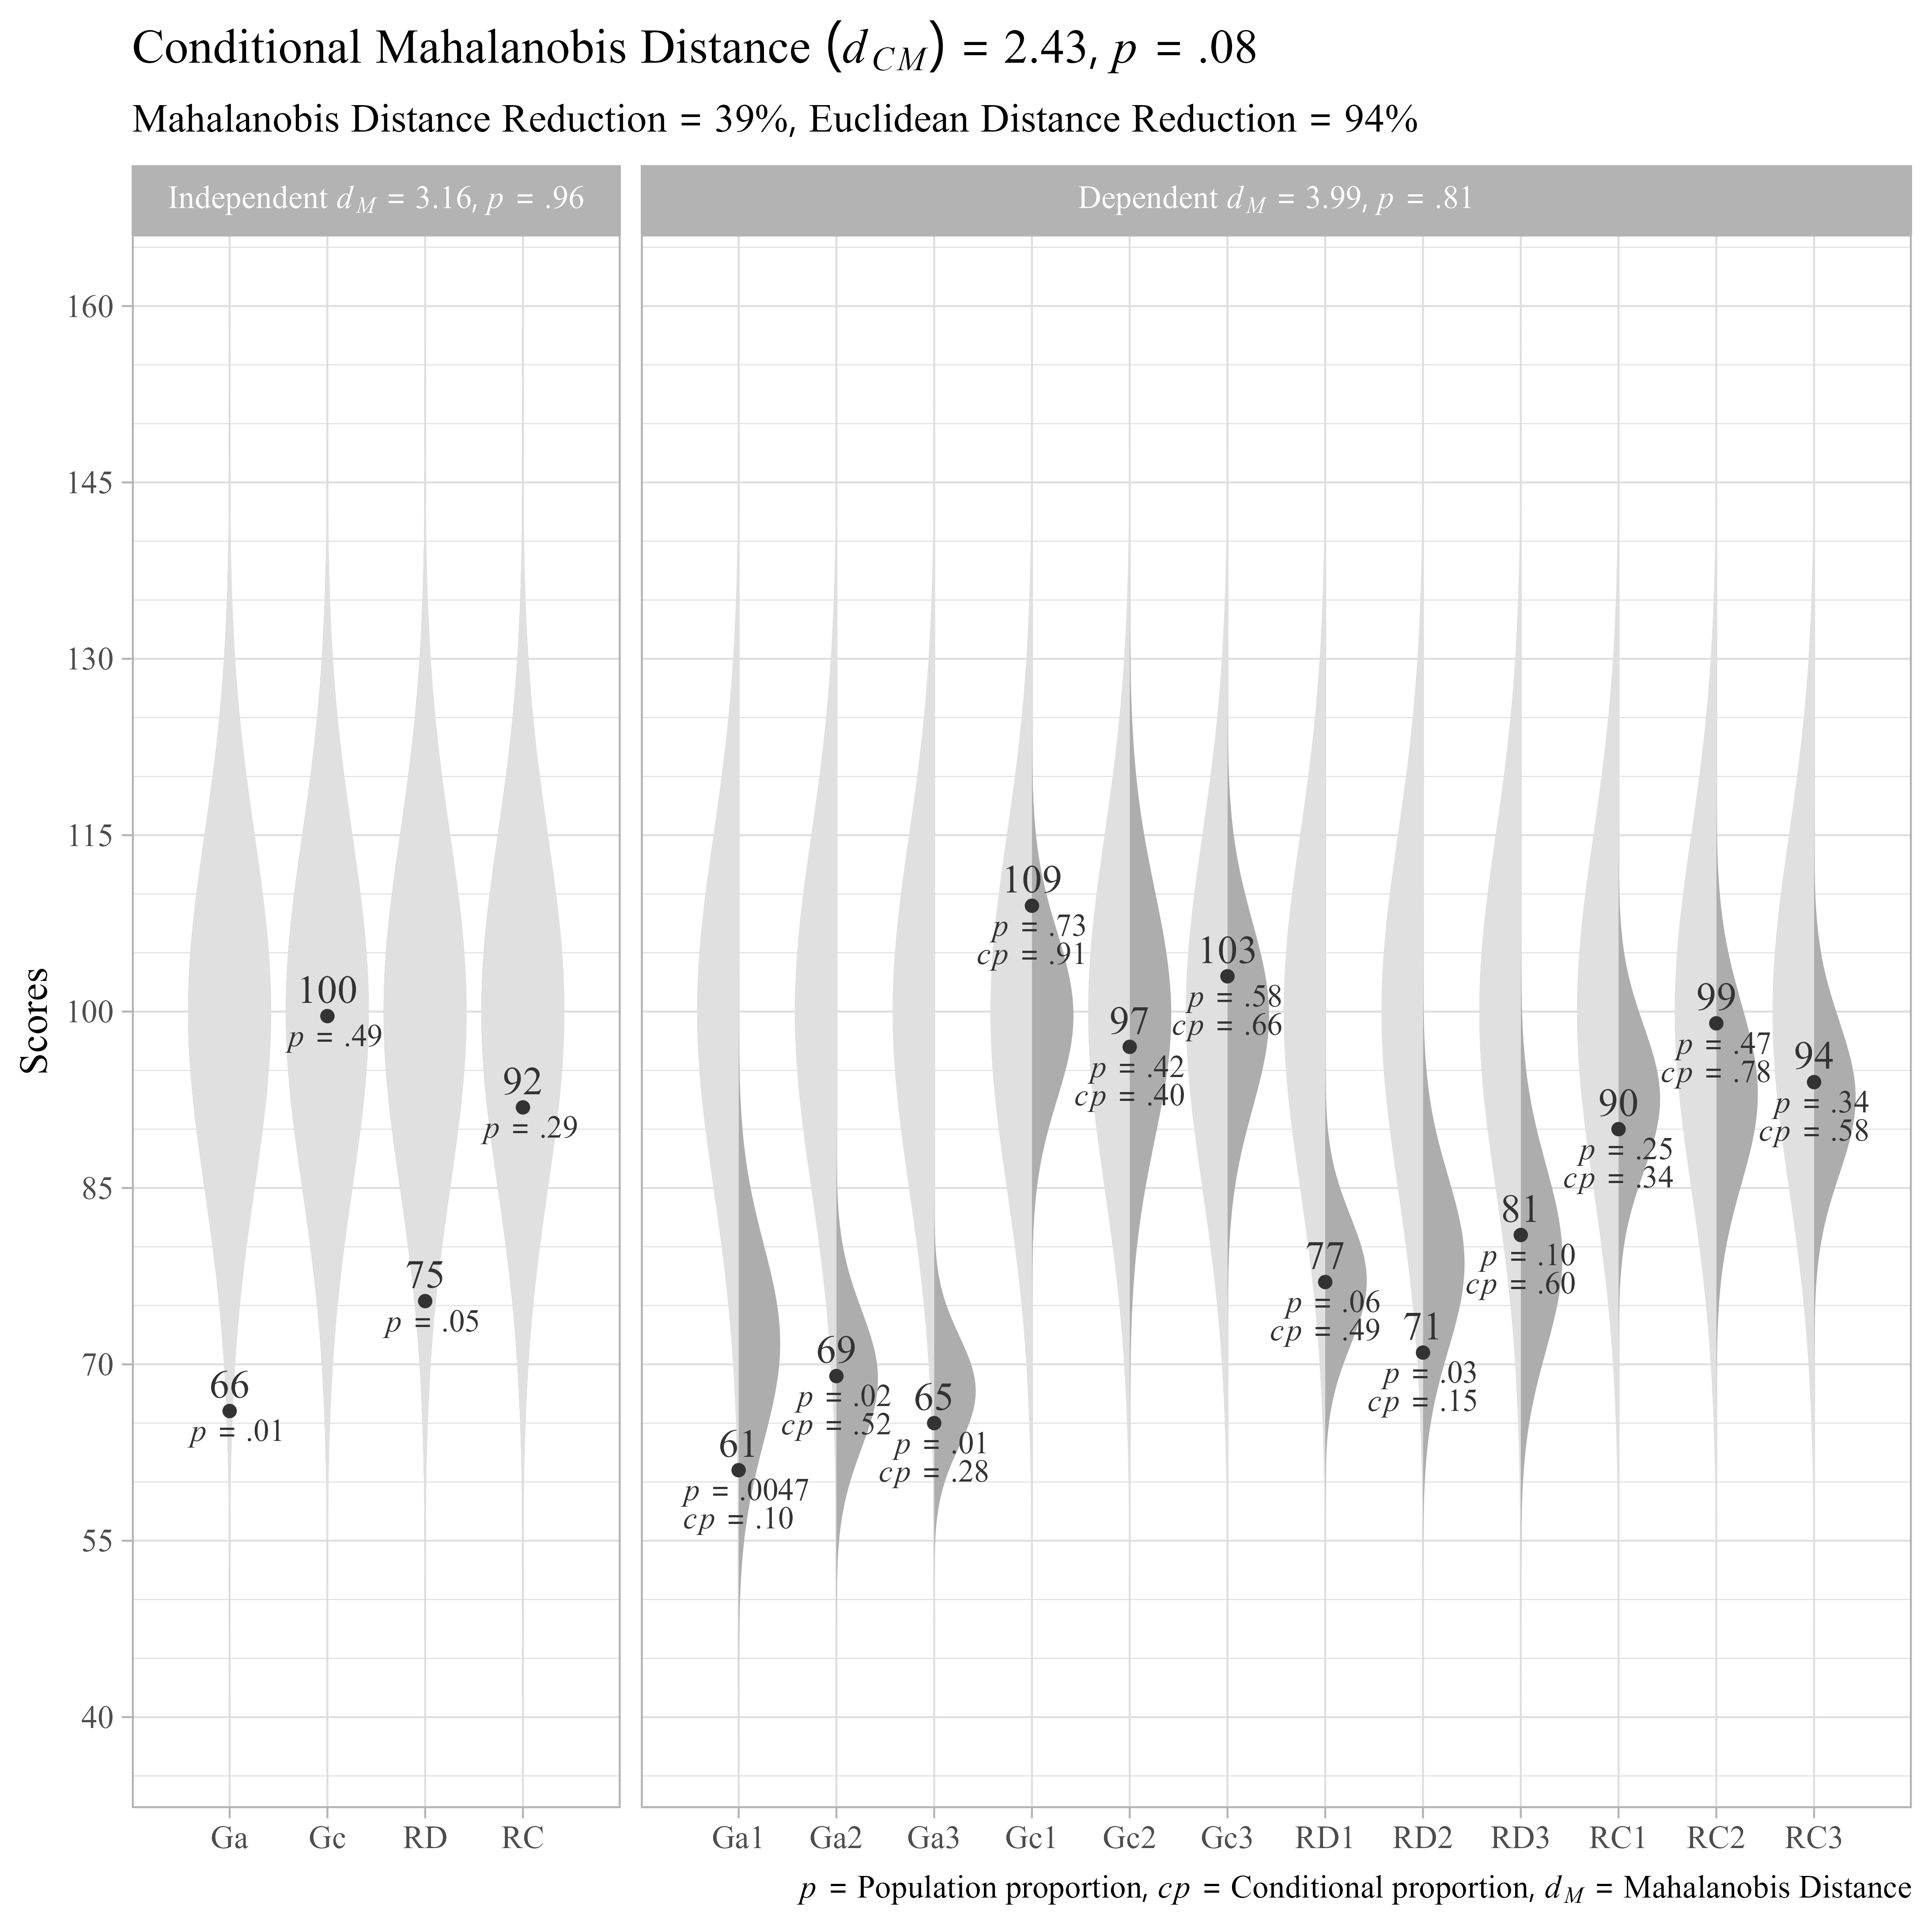 Conditional Mahalanobis Distance (dCM) = 2.43, p = .08
Mahalanobis Distance Reduction = 39%, Euclidean Distance Reduction = 94%
Independent dM = 3.16, p = .96
Dependent dM = 3.99, p = .81
Scores
160
145
130
115
100
85
70
55
40
66
p = .01
100
p = .49
75
p = .05
92
p = .29
61
p = .0047
cp = .10
69
p = .02
cp = .52
65
p = .01
cp = .28
109
p = .73
cp = .91
97
p = .42
cp = .40
103
p = .58
cp = .66
77
p = .06
cp = .49
71
p = .03
cp = .15
81
p = .10
cp = .60
90
p = .25
cp = .34
99
p = .47
cp = .78
94
p = .34
cp = .58
Ga Gc RD RC
Ga1 Ga2 Ga3 Gc1 Gc2 Gc3 RD1 RD2 RD3 RC1 RC2 RC3
p = Population proportion, cp = Conditional proportion, dM = Mahalanobis Distance